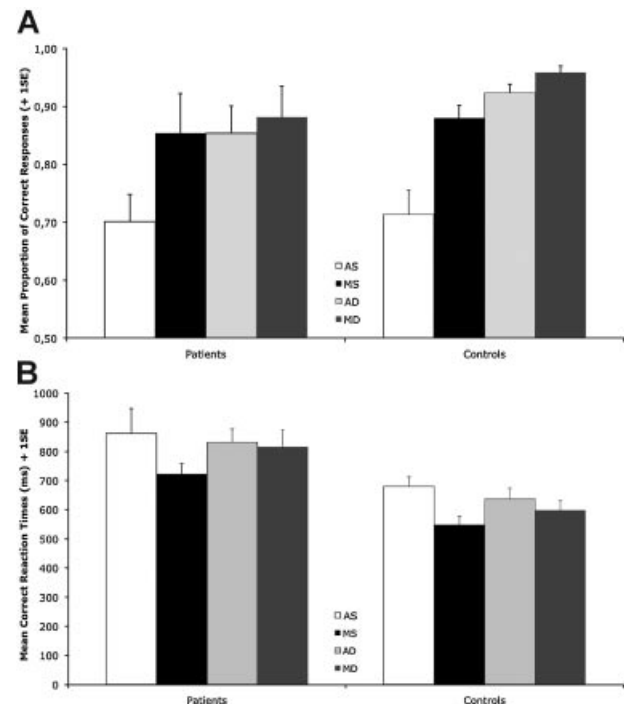 A
Mean Proportion of Correct Responses (+ 1SE)
1,00
0,90
0,80
0,70
0,60
0,50
AS
MS
AD
MD
Patients
Controls
B
Mean Correct Reaction Times (ms) + 1SE
1000
900
800
700
600
500
400
300
200
100
0
AS
MS
AD
MD
Patients
Controls